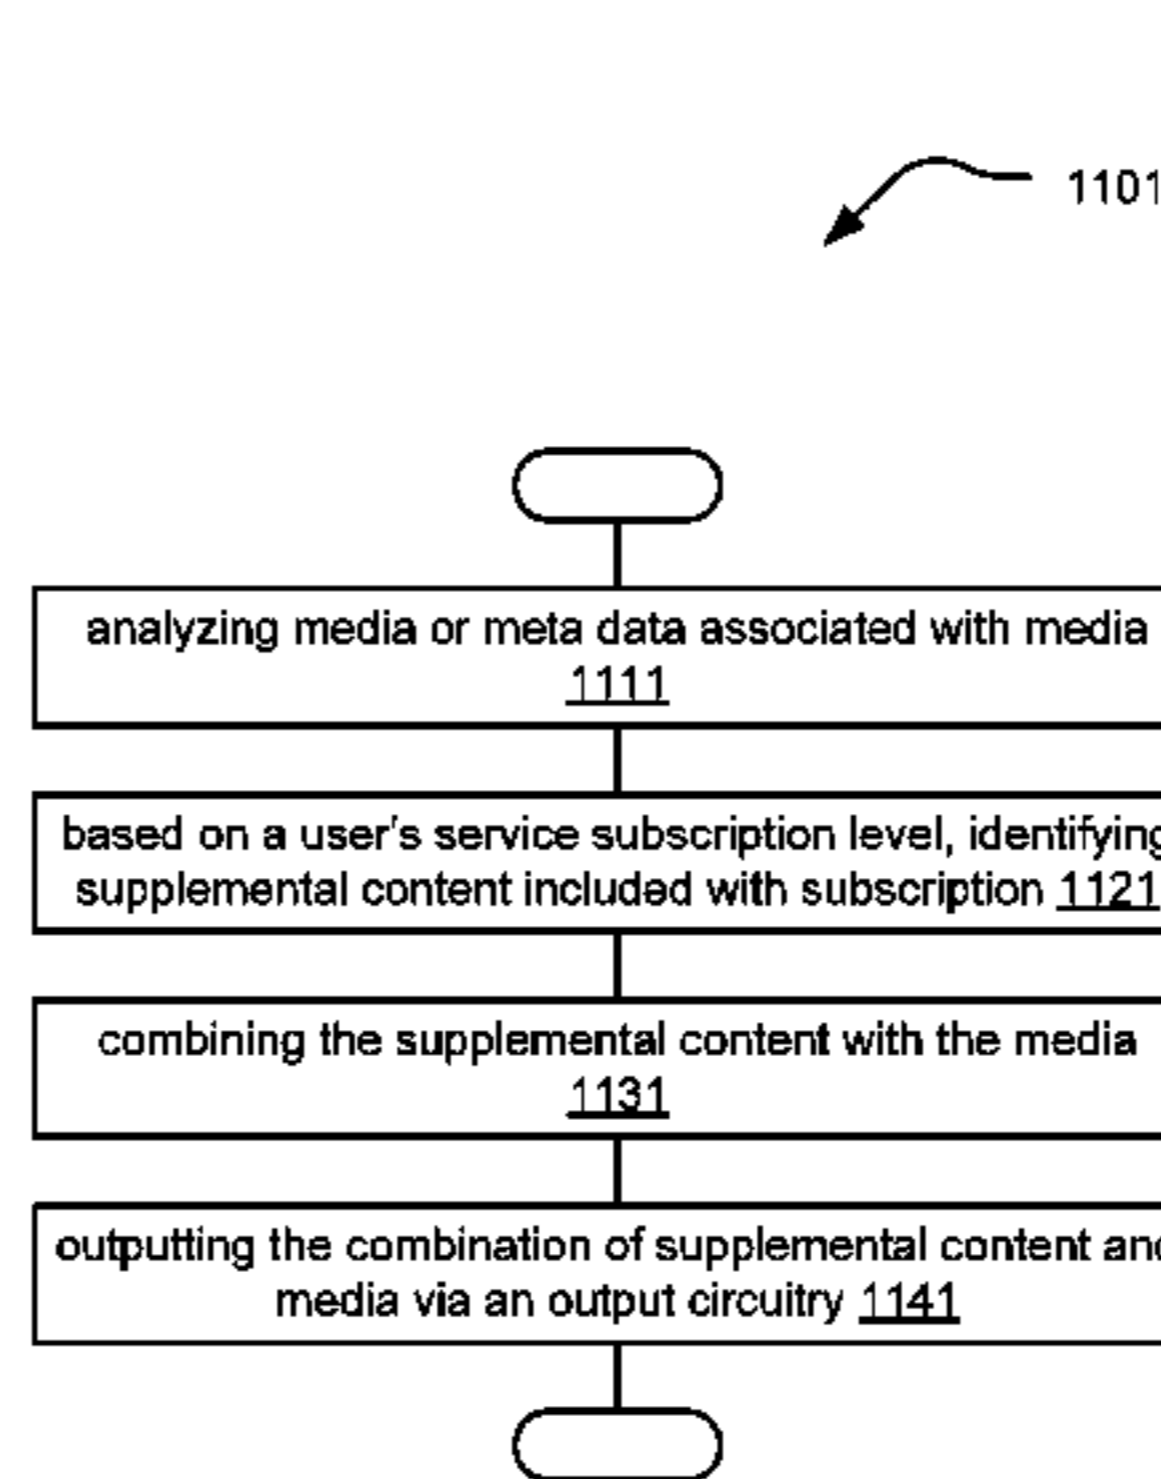 1101
analyzing media or meta data associated with media
1111
based on a user's service subscription level, identifying
supplemental content included with subscription 1121
combining the supplemental content with the media
1131
outputting the combination of supplemental content and
media via an output circuitry 1141